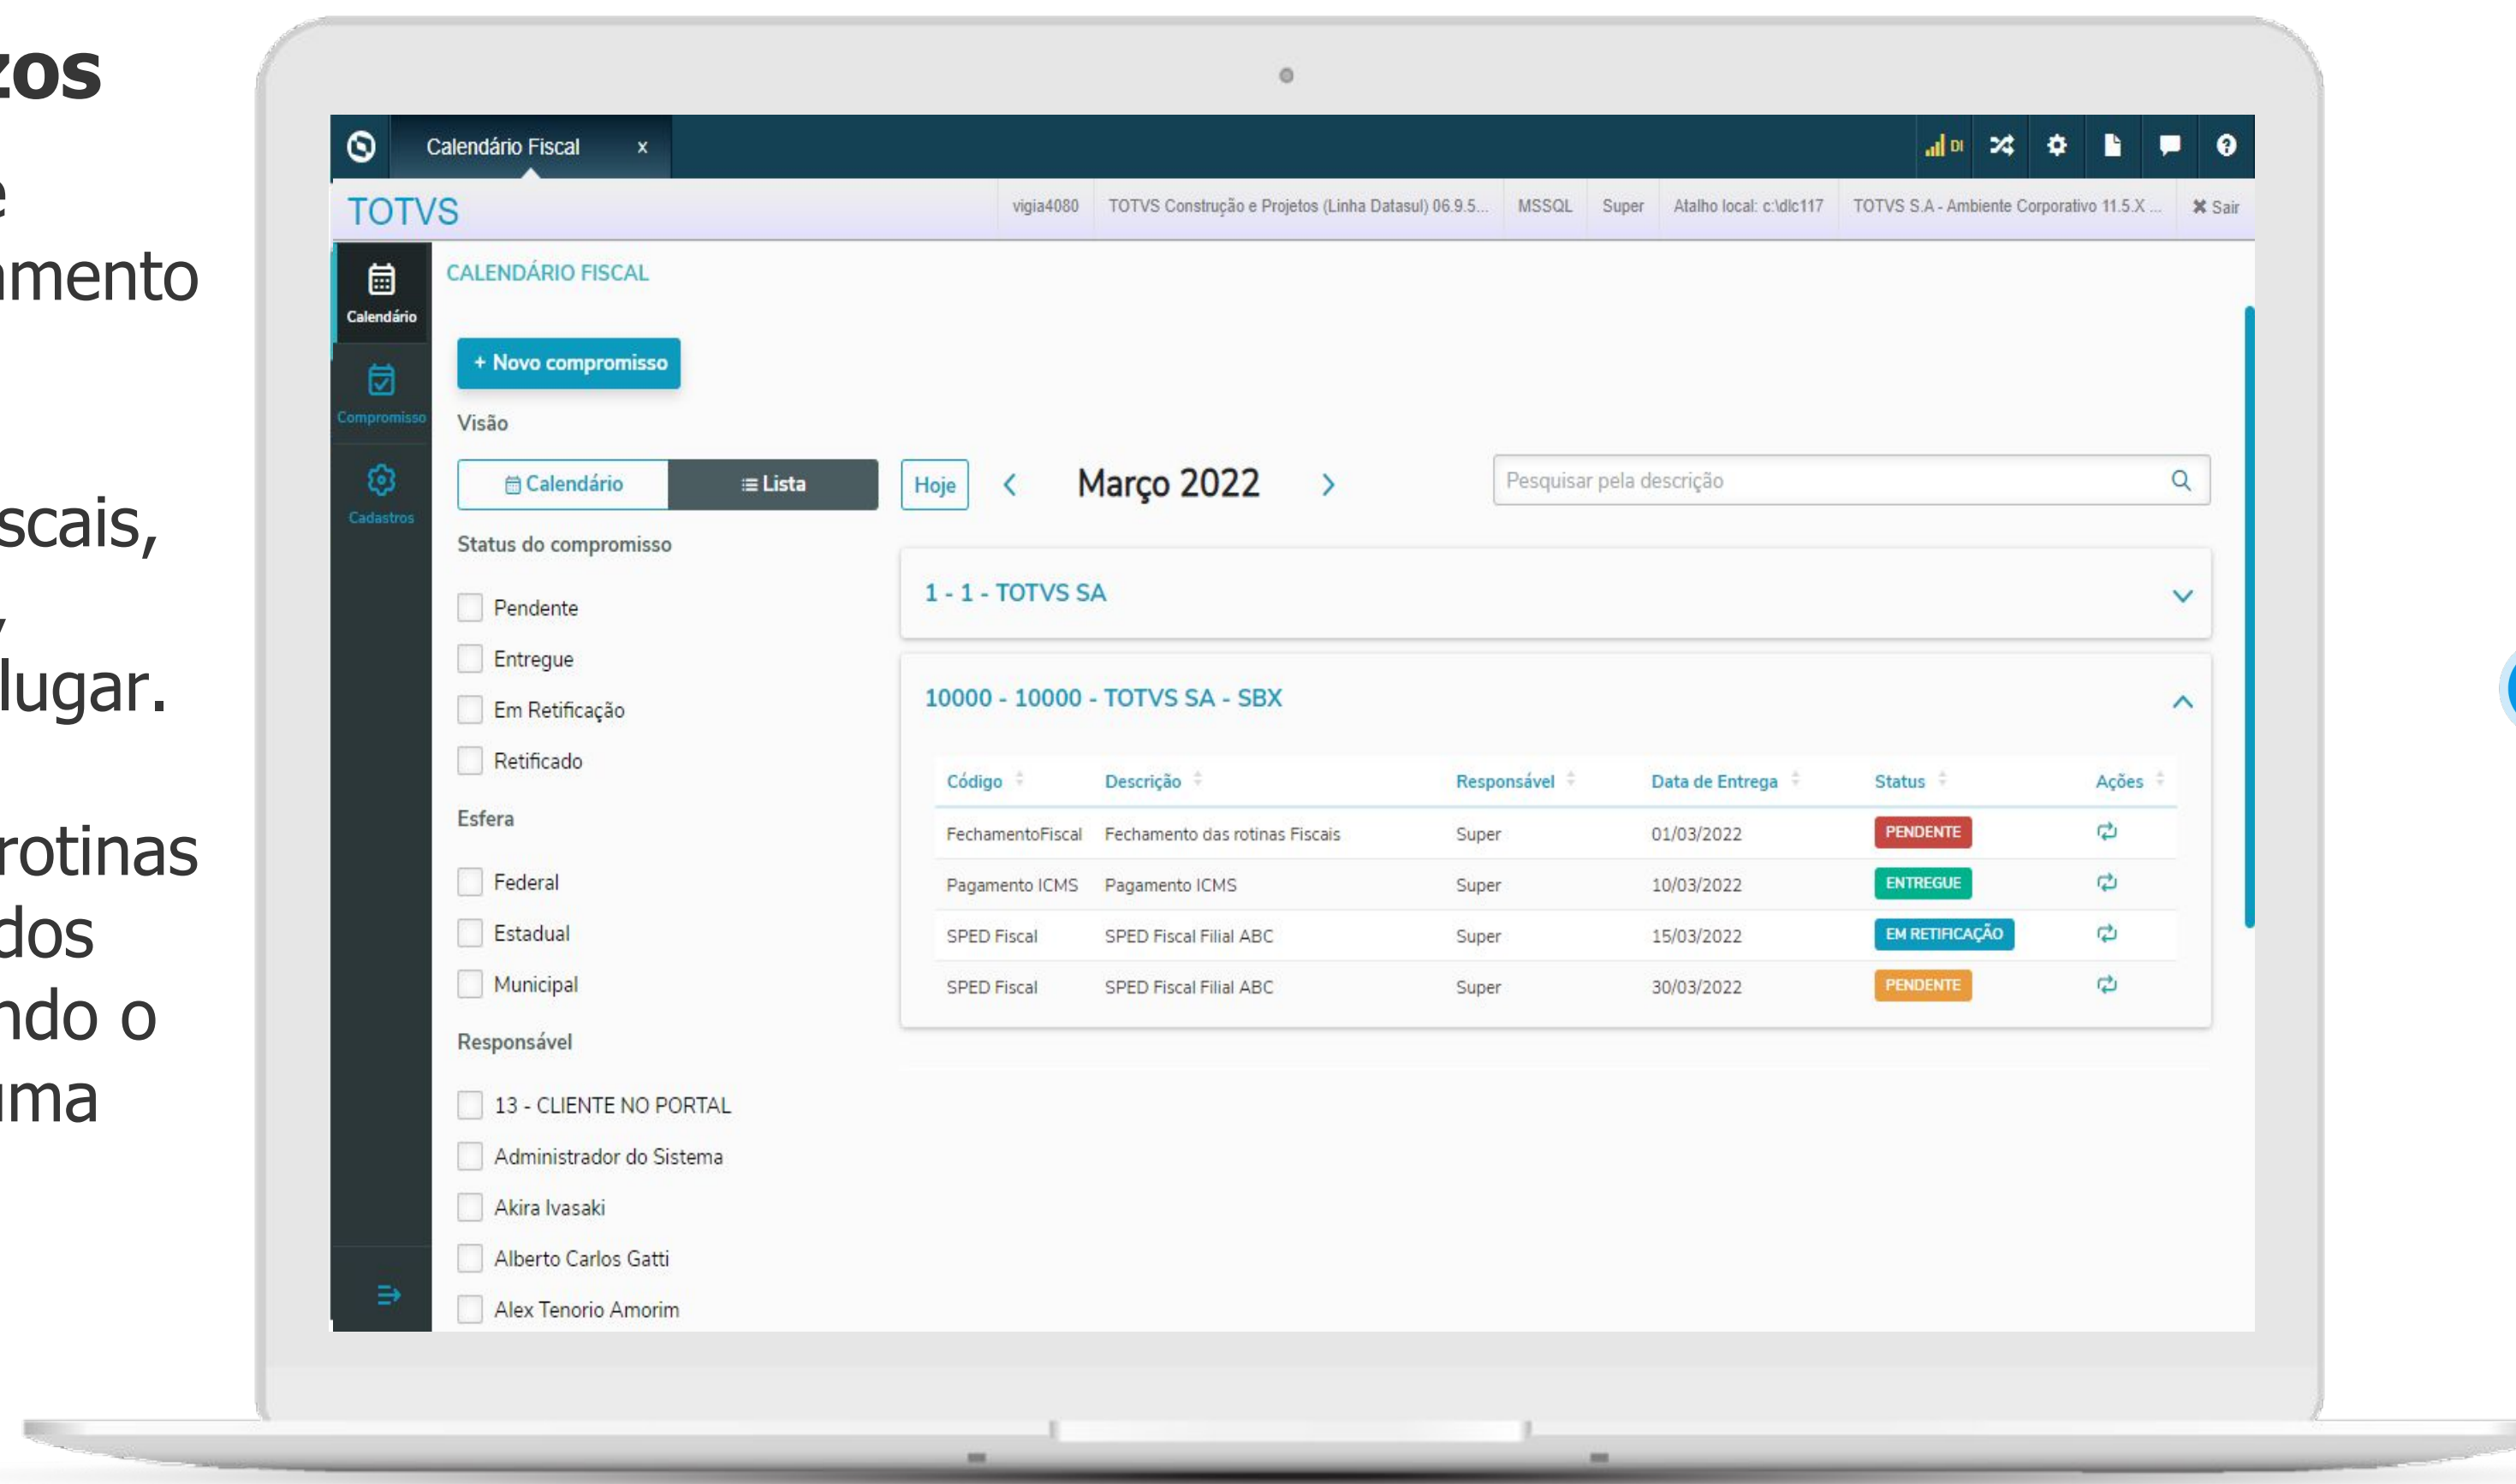 zos
e
amento
scais,
lugar.
rotinas
dos
ndo o
uma
Calendário Fiscal x
DI
TOTVS
vigia4080 TOTVS Construção e Projetos (Linha Datasul) 06.9.5... MSSQL Super Atalho local: c:\dlc117 TOTVS S.A - Ambiente Corporativo 11.5.X ... Sair
Calendário
Compromisso
Cadastros
CALENDÁRIO FISCAL
+ Novo compromisso
Visão
Calendário Lista
Status do compromisso
Pendente
Entregue
Em Retificação
Retificado
Esfera
Federal
Estadual
Municipal
Responsável
13 - CLIENTE NO PORTAL
Administrador do Sistema
Akira Ivasaki
Alberto Carlos Gatti
Alex Tenorio Amorim
Hoje < Março 2022 >
Pesquisar pela descrição
1 - 1 - TOTVS SA
10000 - 10000 - TOTVS SA - SBX
Código Descrição Responsável Data de Entrega Status Ações
FechamentoFiscal Fechamento das rotinas Fiscais Super 01/03/2022 PENDENTE
Pagamento ICMS Pagamento ICMS Super 10/03/2022 ENTREGUE
SPED Fiscal SPED Fiscal Filial ABC Super 15/03/2022 EM RETIFICAÇÃO
SPED Fiscal SPED Fiscal Filial ABC Super 30/03/2022 PENDENTE